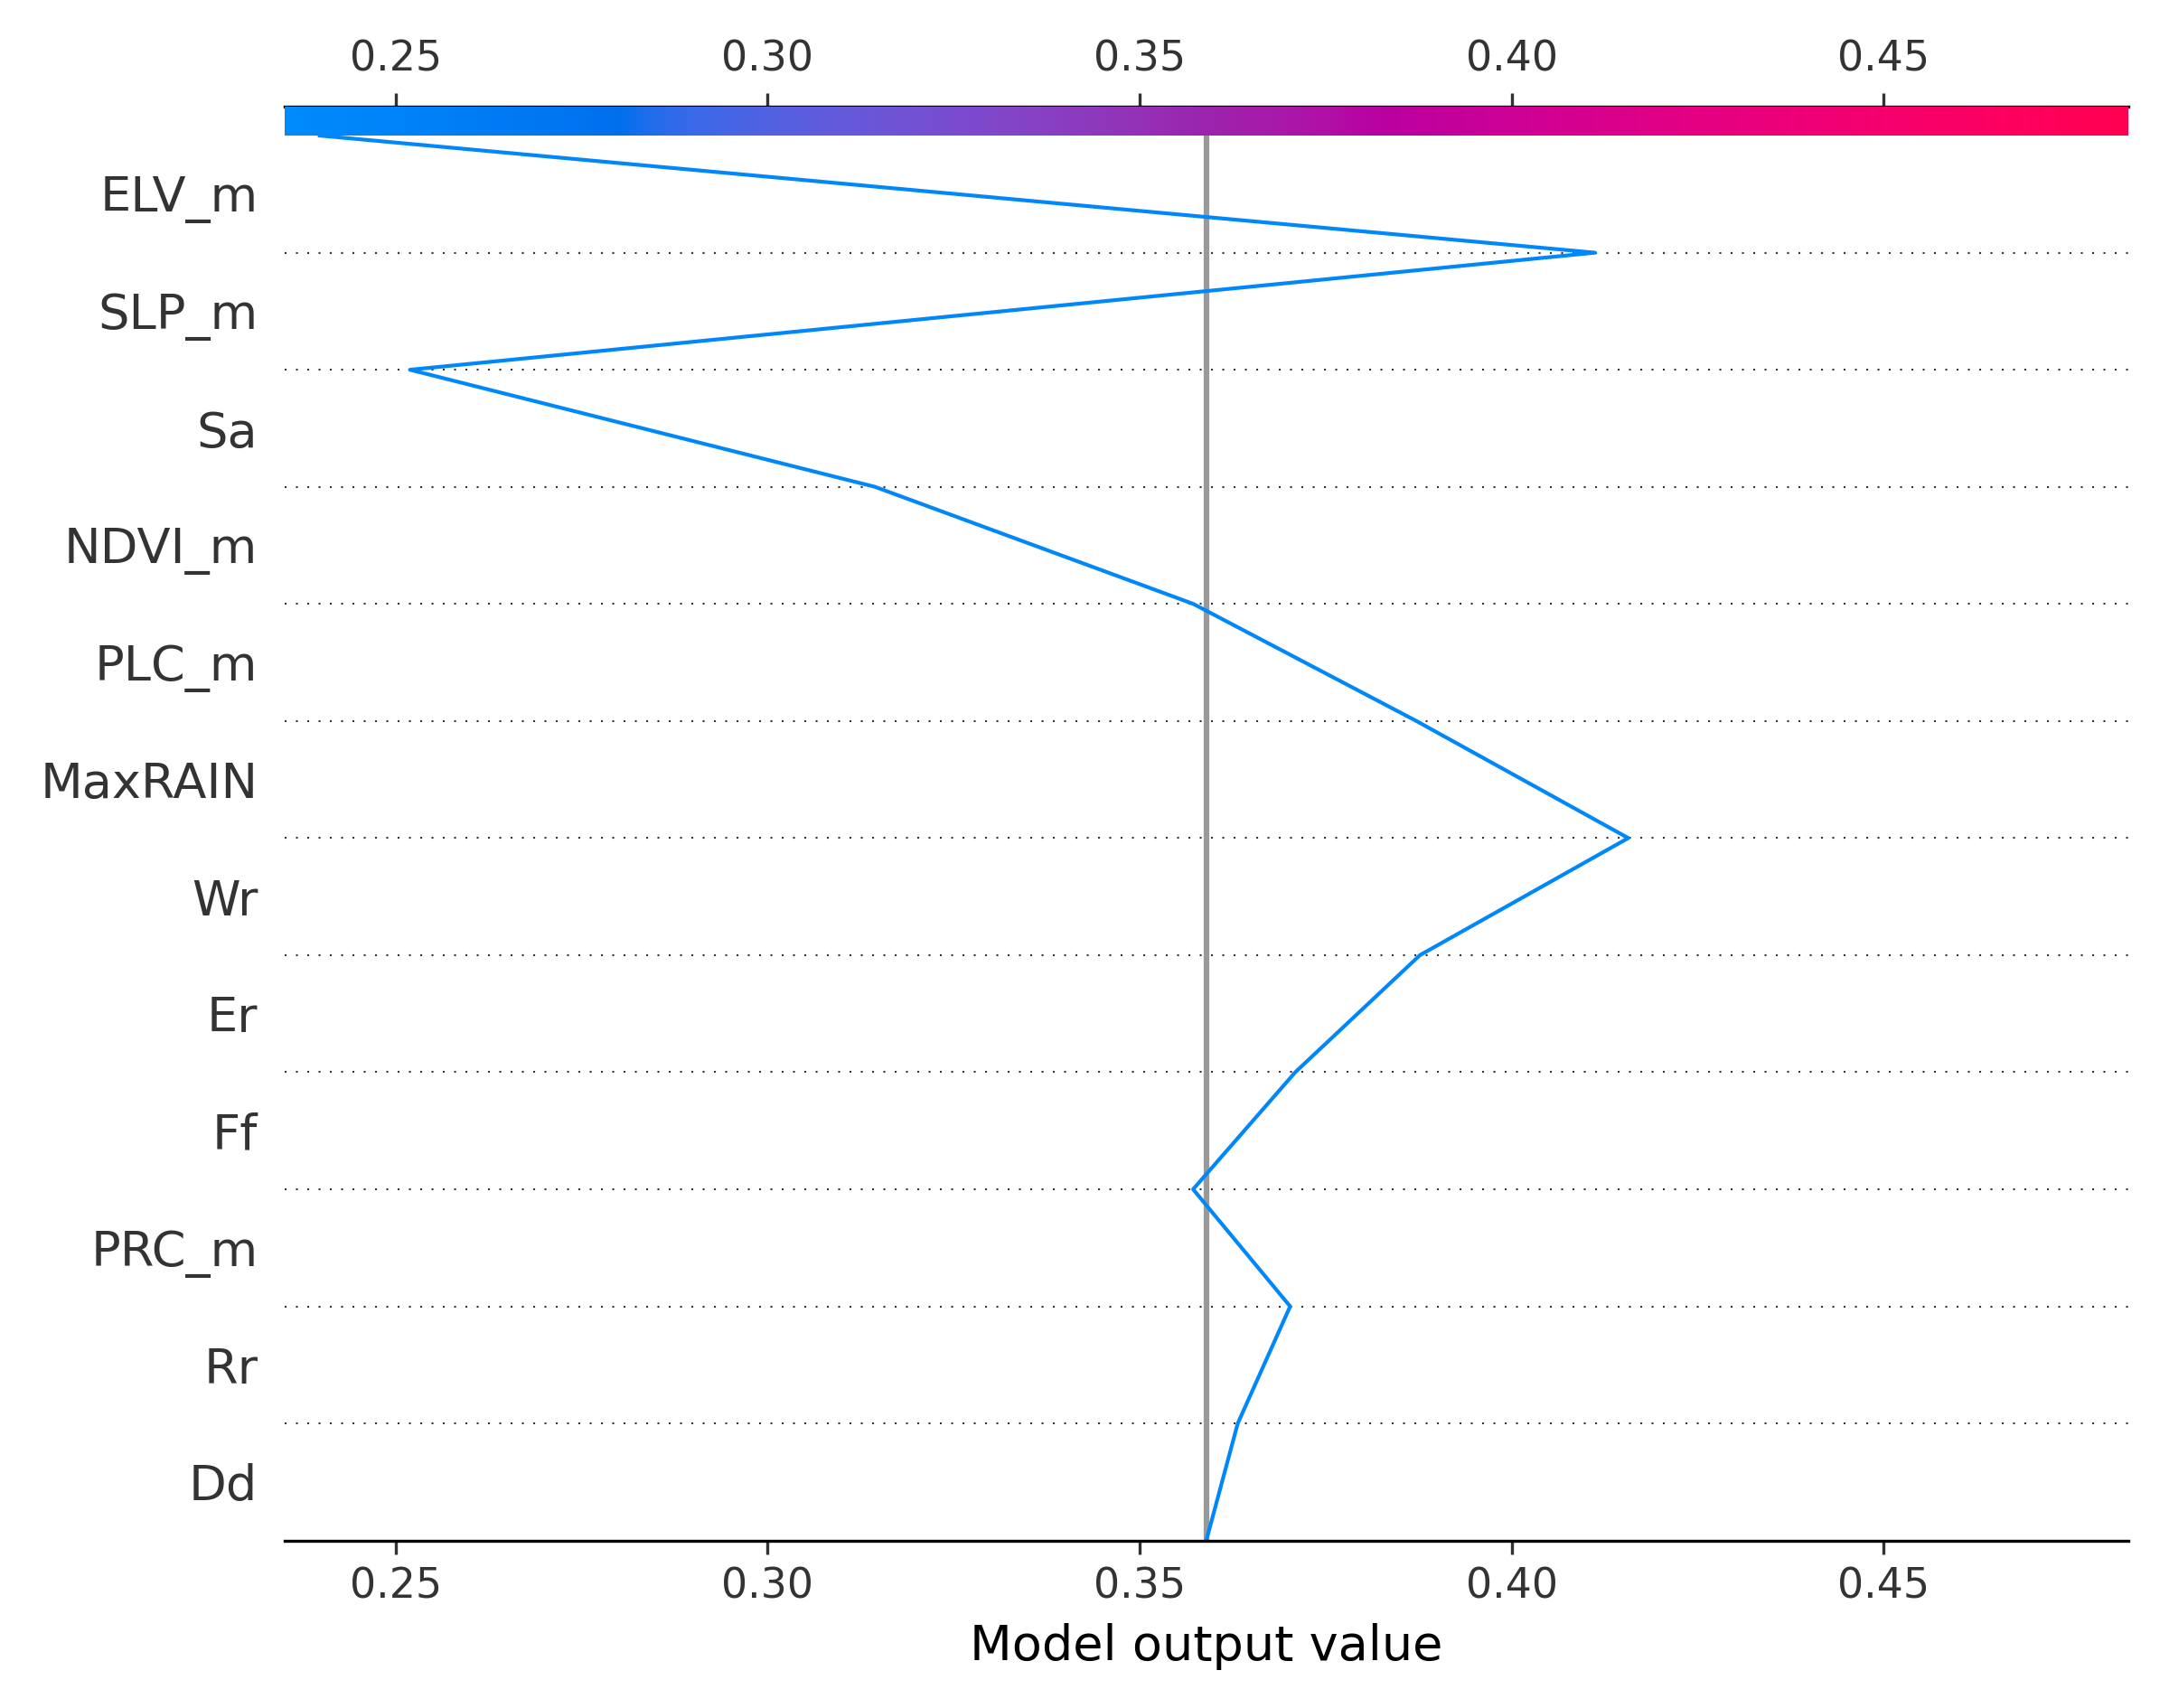 0.25 0.30 0.35 0.40 0.45
ELV_m
SLP_m
Sa
NDVI_m
PLC_m
MaxRAIN
Wr
Er
Ff
PRC_m
Rr
Dd
0.25 0.30 0.35 0.40 0.45
Model output value